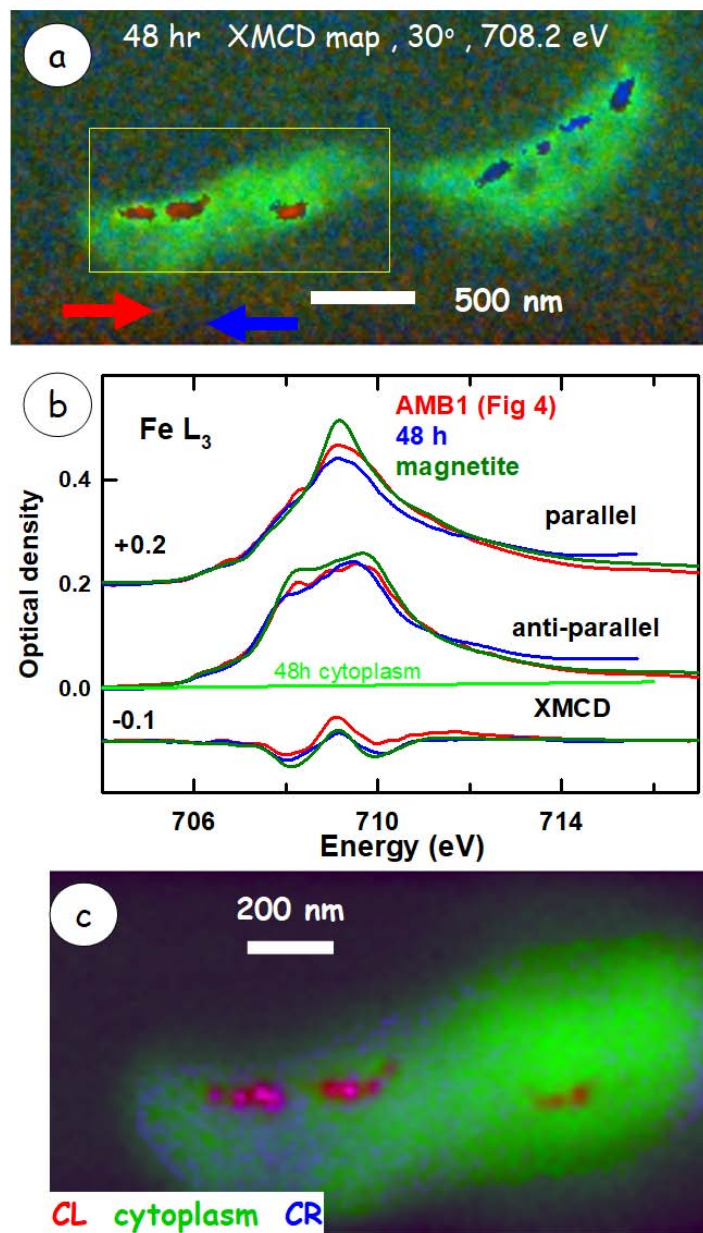 a
48 hr XMCD map , 30° , 708.2 eV
500 nm
b
Fe L₃
AMB1 (Fig 4)
48 h
magnetite
0.4
parallel
+0.2
0.2
anti-parallel
48h cytoplasm
0.0
XMCD
-0.1
Optical density
706 710 714
Energy (eV)
c
200 nm
CL cytoplasm CR